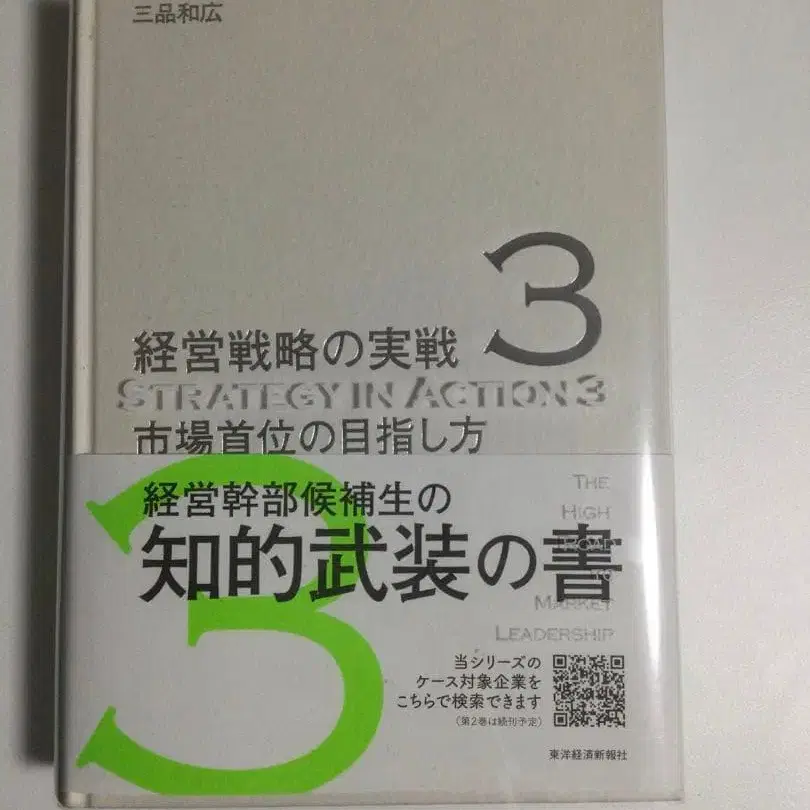 三品和広
3
経営戦略の実戦
STRATEGY IN ACTION 3
市場首位の目指し方
経営幹部候補生の
知的武装の書
3
THE
HIGH
ROAD
TO
MARKET
LEADERSHIP
当シリーズの
ケース対象企業を
こちらで検索できます
(第2巻は続刊予定)
東洋経済新報社